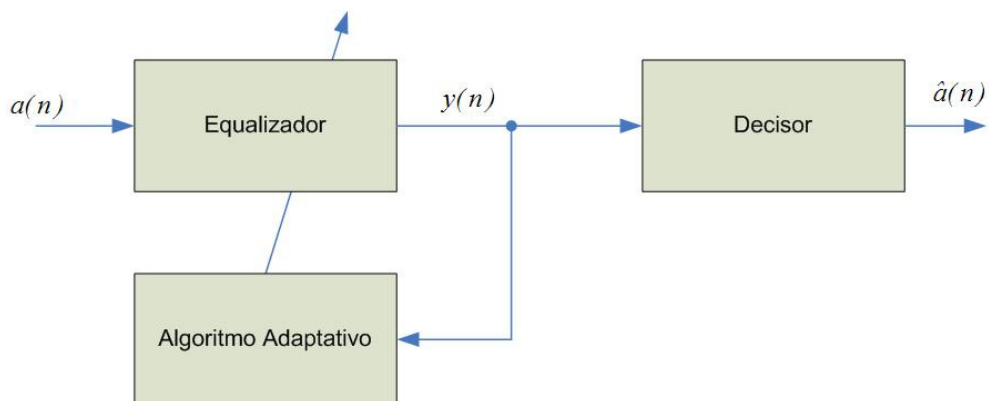 a(n)
Equalizador
y(n)
Decisor
â(n)
Algoritmo Adaptativo